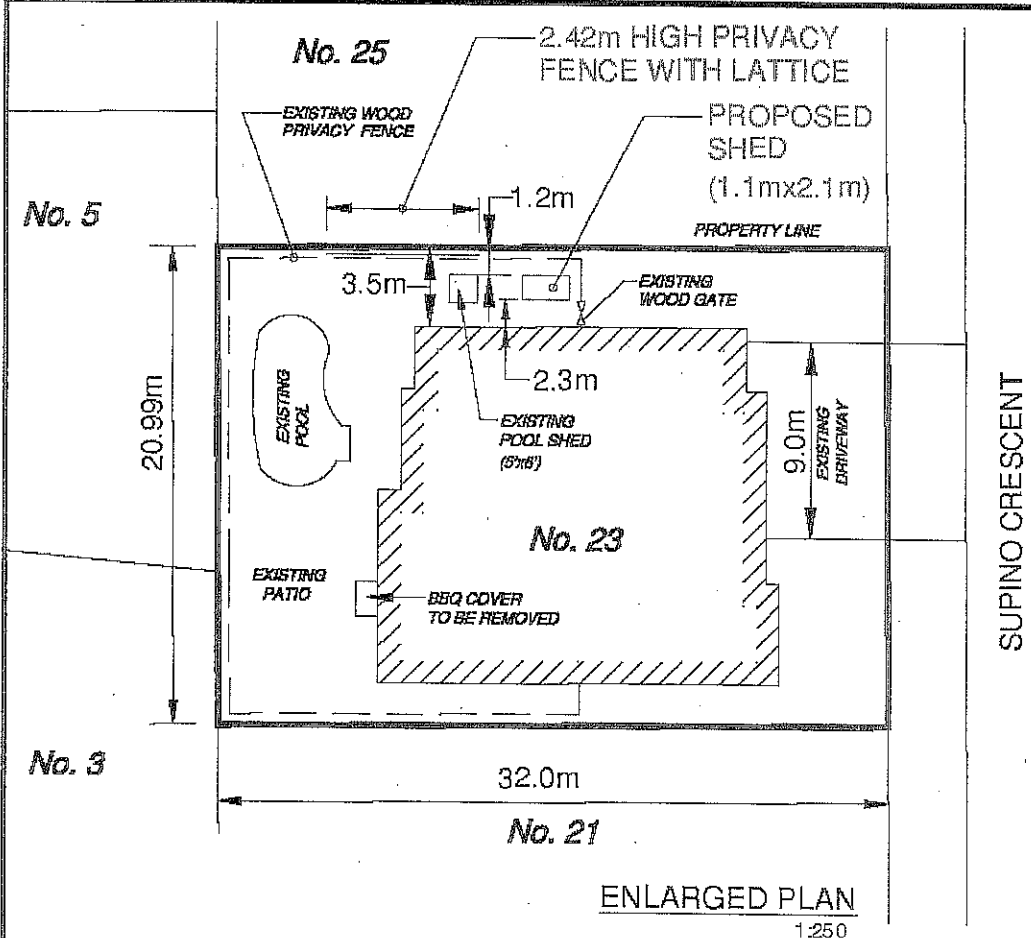 No. 25
2.42m HIGH PRIVACY
FENCE WITH LATTICE
EXISTING WOOD
PRIVACY FENCE
PROPOSED
SHED
(1.1mx2.1m)
No. 5
1.2m
PROPERTY LINE
3.5m
EXISTING
WOOD GATE
2.3m
20.99m
EXISTING
POOL
EXISTING
POOL SHED
(5'x6')
9.0m
EXISTING
DRIVEWAY
SUPINO CRESCENT
No. 23
EXISTING
PATIO
BBQ COVER
TO BE REMOVED
No. 3
32.0m
No. 21
ENLARGED PLAN
1:250